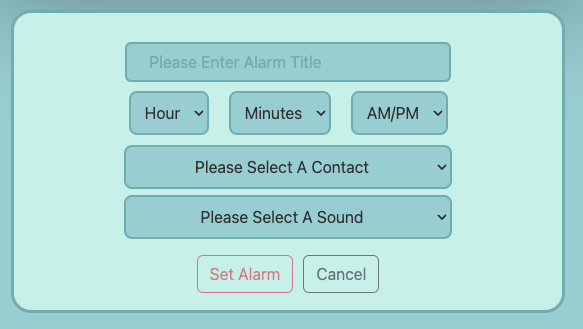 Please Enter Alarm Title
Hour Minutes AM/PM
Please Select A Contact
Please Select A Sound
Set Alarm Cancel